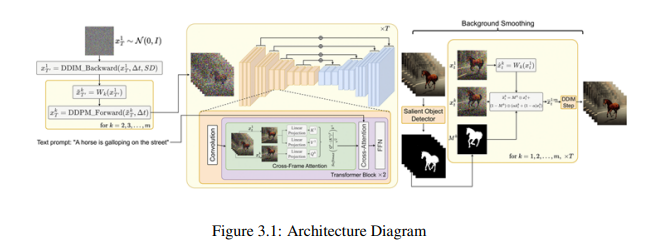 x_T^1 ~ N(0, I)
x_{T'}^1 = DDIM_Backward(x_T^1, Δt, SD)
x̃_{T'}^k = W_k(x_{T'}^1)
x_T^k = DDPM_Forward(x̃_{T'}^k, Δt)
for k = 2,3,...,m
Text prompt: "A horse is galloping on the street"
×T
Convolution
Linear
Projection
Linear
Projection
Linear
Projection
Cross-Frame Attention
Cross-Attention
FFN
Transformer Block ×2
Background Smoothing
Salient Object
Detector
DDIM
Step
for k = 1, 2, ..., m, ×T
Figure 3.1: Architecture Diagram